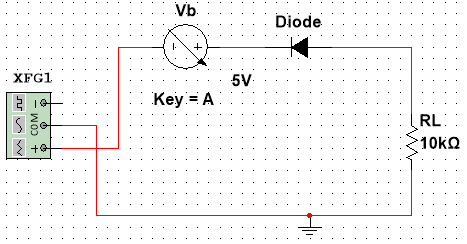 Vb
Diode
XFG1
5V
Key = A
COM
RL
10kΩ